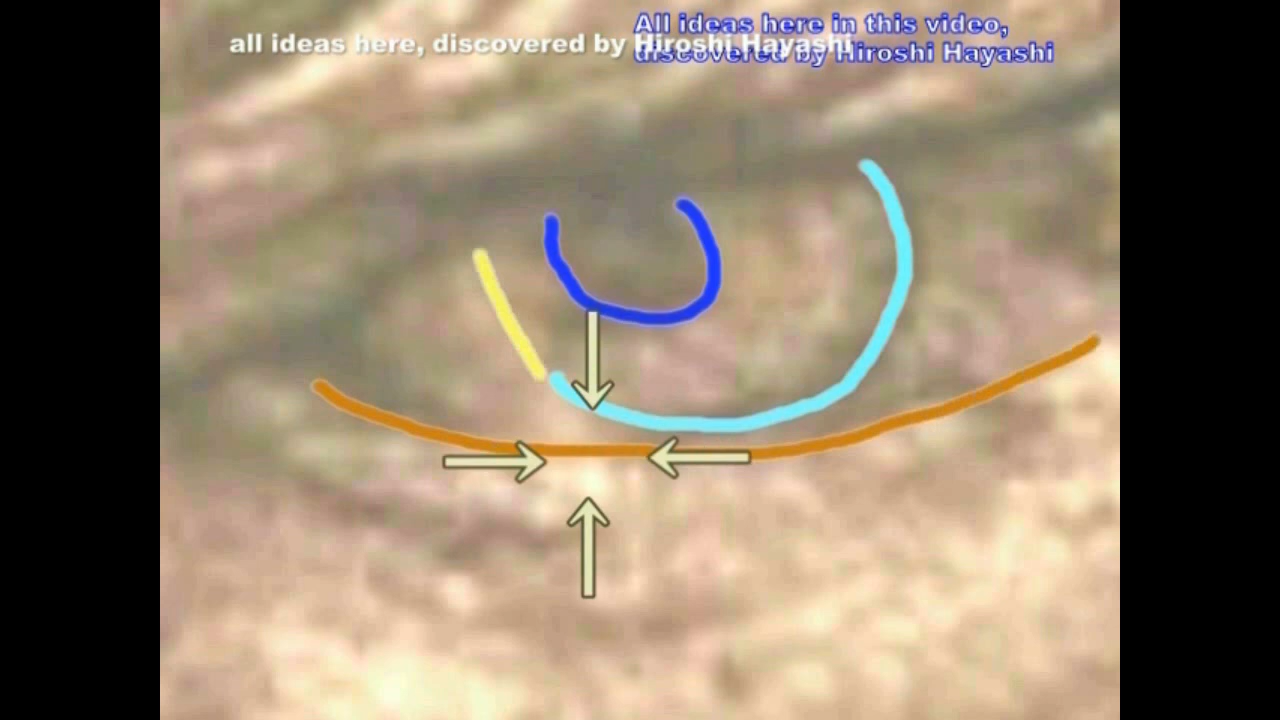 All ideas here in this video,
all ideas here, discovered by Hiroshi Hayashi
discovered by Hiroshi Hayashi